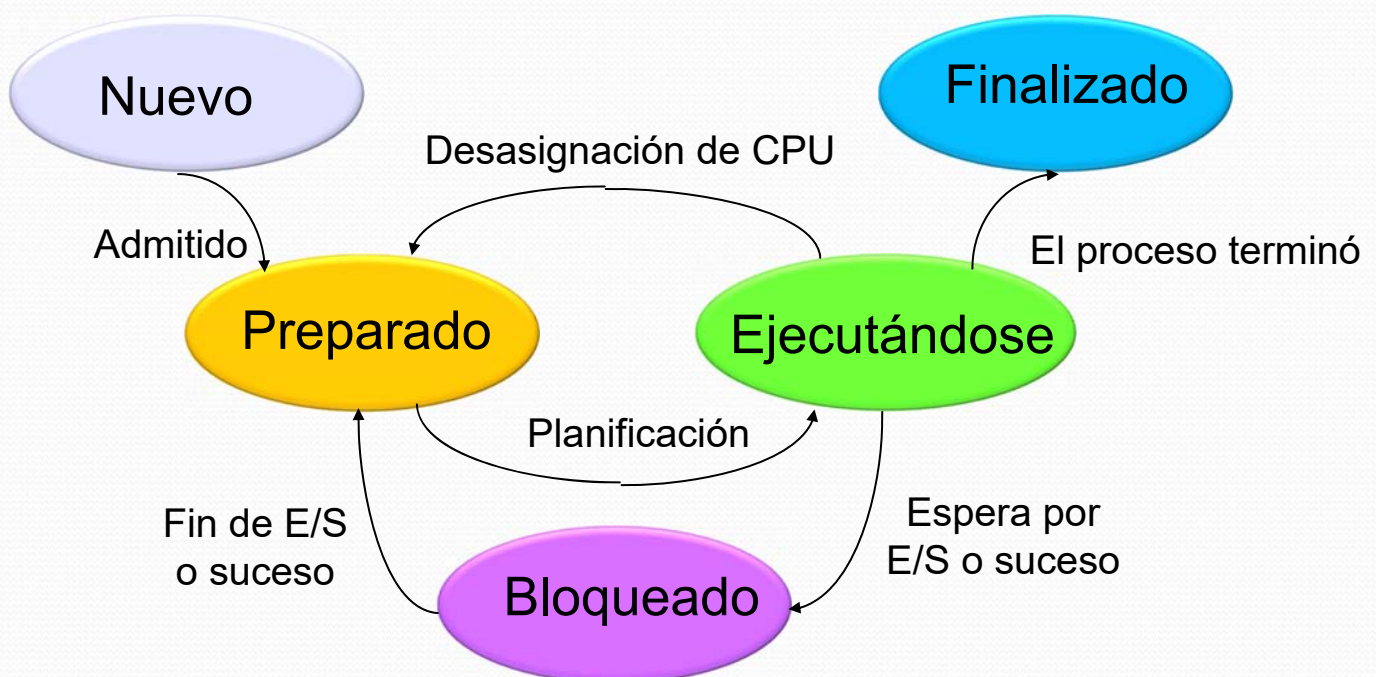 Nuevo
Finalizado
Desasignación de CPU
Admitido
El proceso terminó
Preparado
Ejecutándose
Planificación
Fin de E/S
o suceso
Espera por
E/S o suceso
Bloqueado